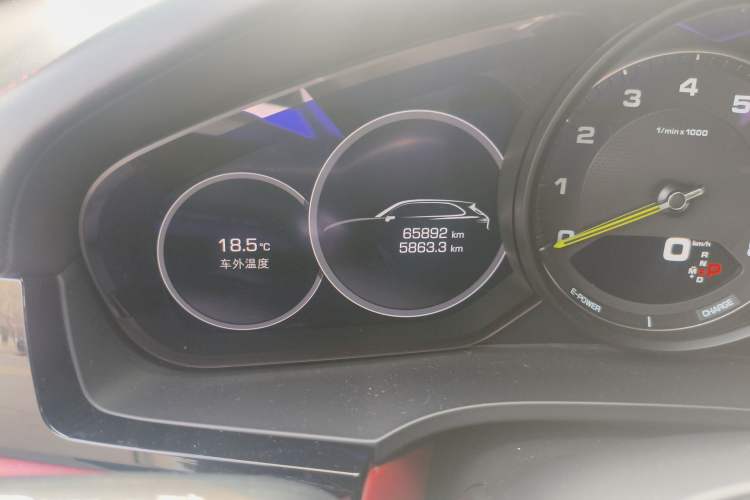 18.5°C
车外温度
65892 km
5863.3 km
0
1
2
3
4
5
1/min x 1000
0 km/h
R
N
M P
+ D
E-POWER
CHARGE